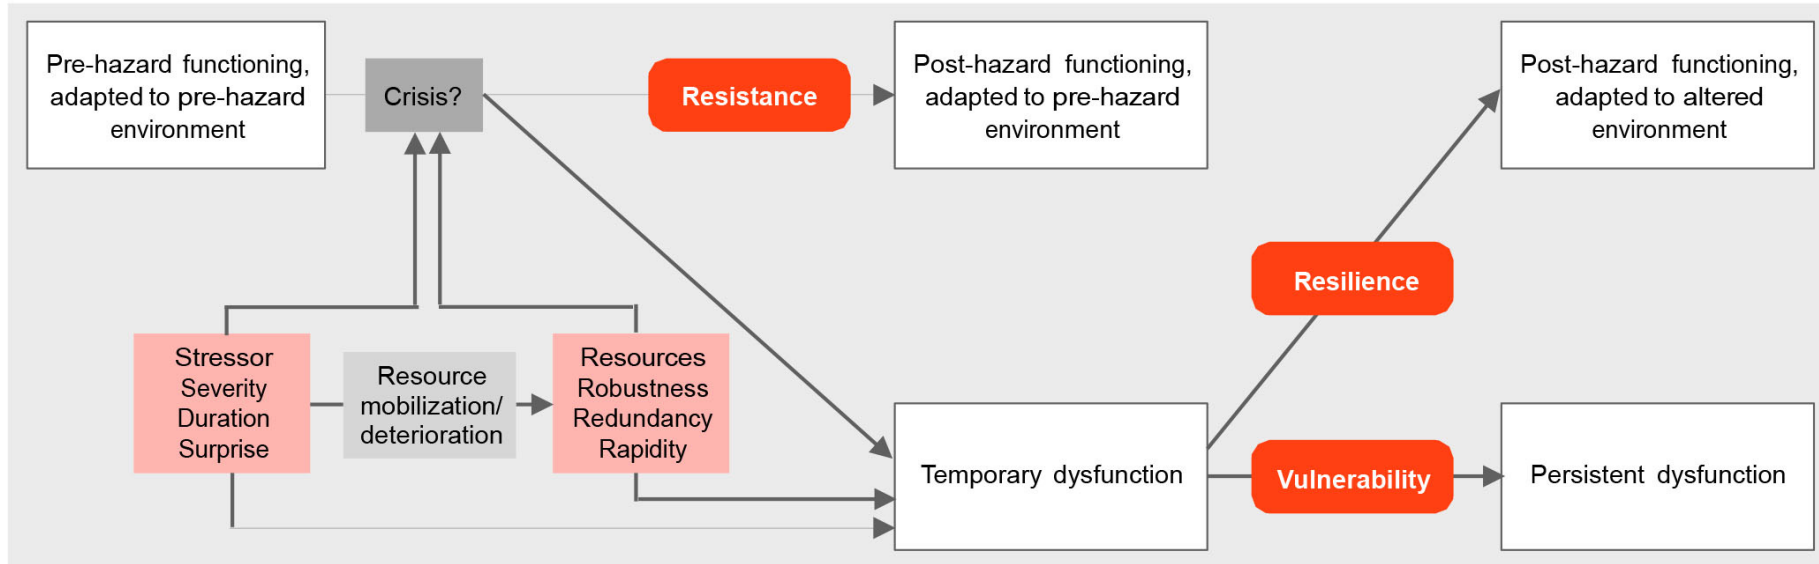 Pre-hazard functioning,
adapted to pre-hazard
environment
Crisis?
Resistance
Post-hazard functioning,
adapted to pre-hazard
environment
Post-hazard functioning,
adapted to altered
environment
Resilience
Stressor
Severity
Duration
Surprise
Resource
mobilization/
deterioration
Resources
Robustness
Redundancy
Rapidity
Temporary dysfunction
Vulnerability
Persistent dysfunction